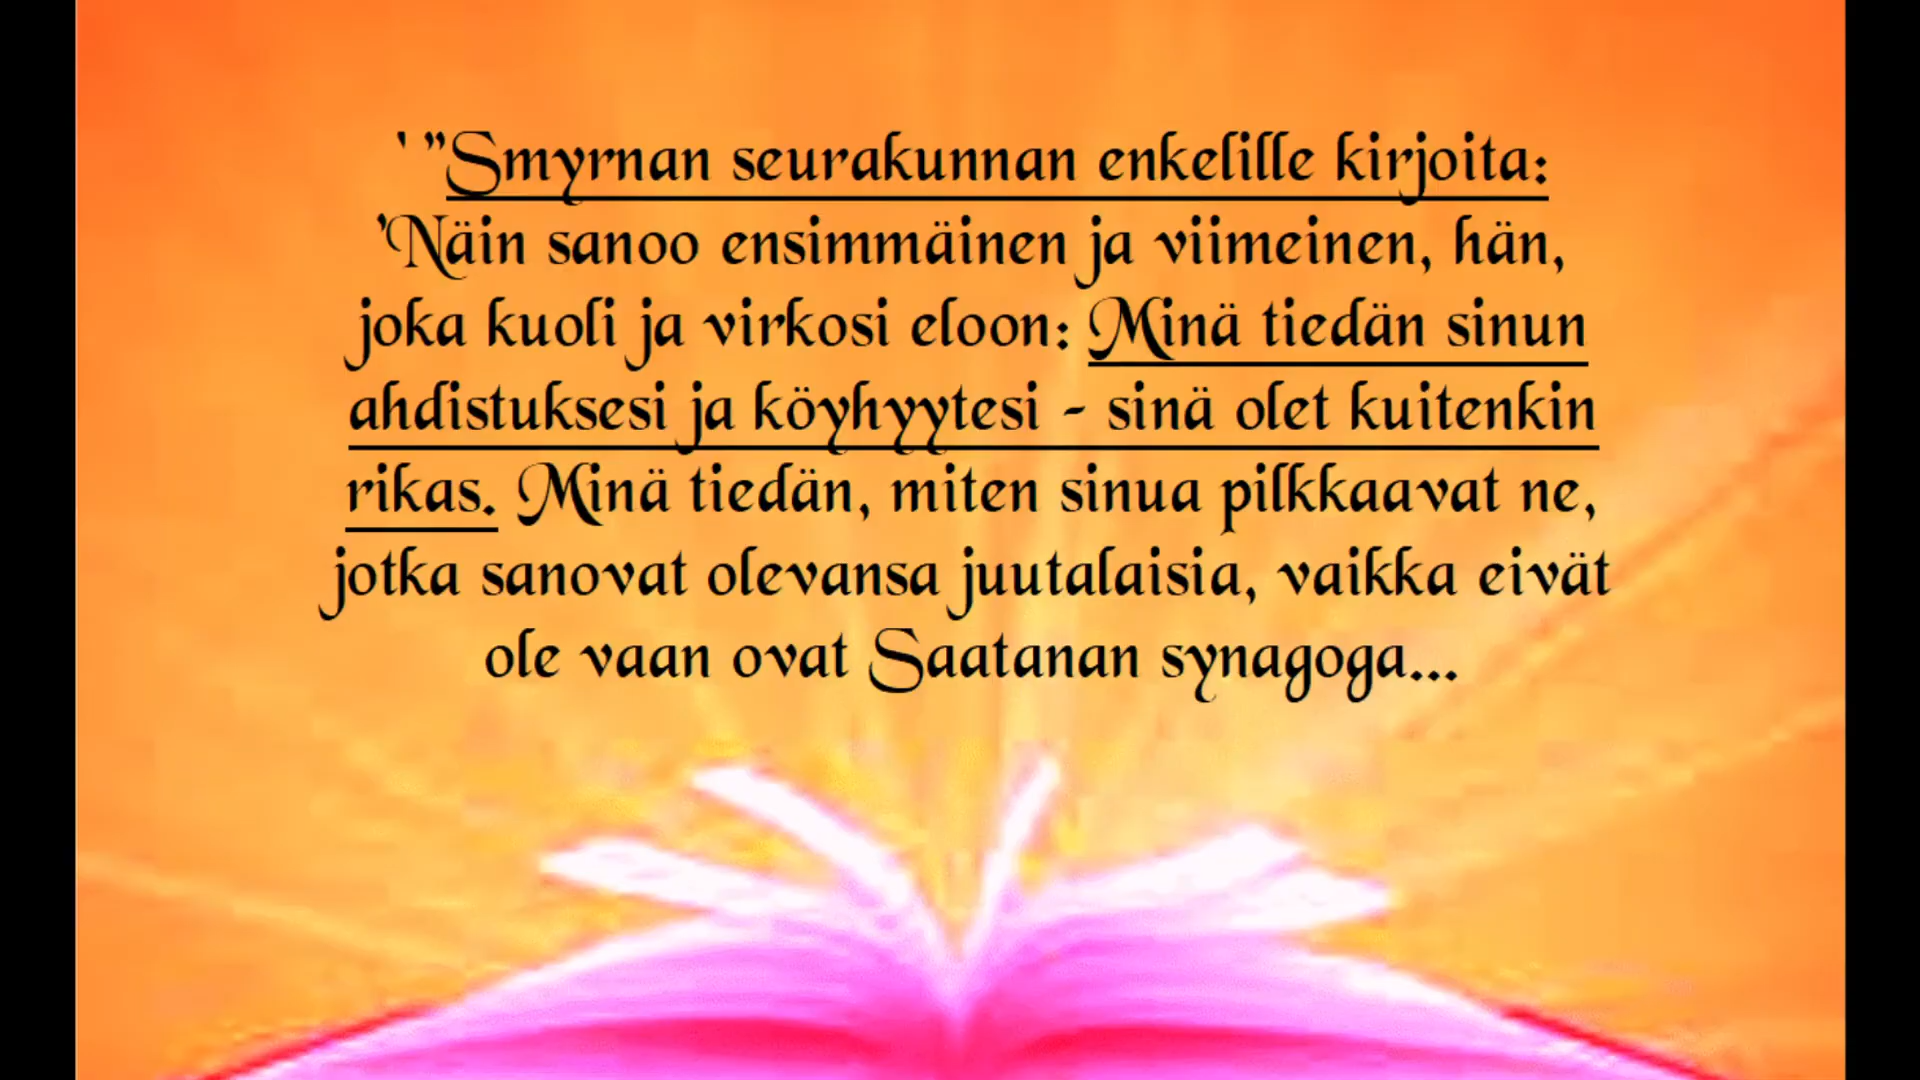 ' "Smyrnan seurakunnan enkelille kirjoita:
'Näin sanoo ensimmäinen ja viimeinen, hän,
joka kuoli ja virkosi eloon: Minä tiedän sinun
ahdistuksesi ja köyhyytesi - sinä olet kuitenkin
rikas. Minä tiedän, miten sinua pilkkaavat ne,
jotka sanovat olevansa juutalaisia, vaikka eivät
ole vaan ovat Saatanan synagoga...